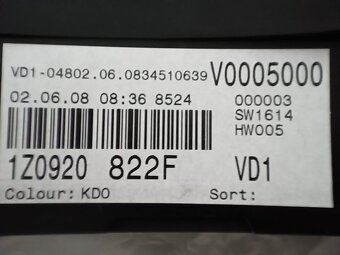 VD1-04802.06.0834510639 V0005000
02.06.08 08:36 8524 000003
SW1614
HW005
1Z0920 822F VD1
Colour: KDO Sort: